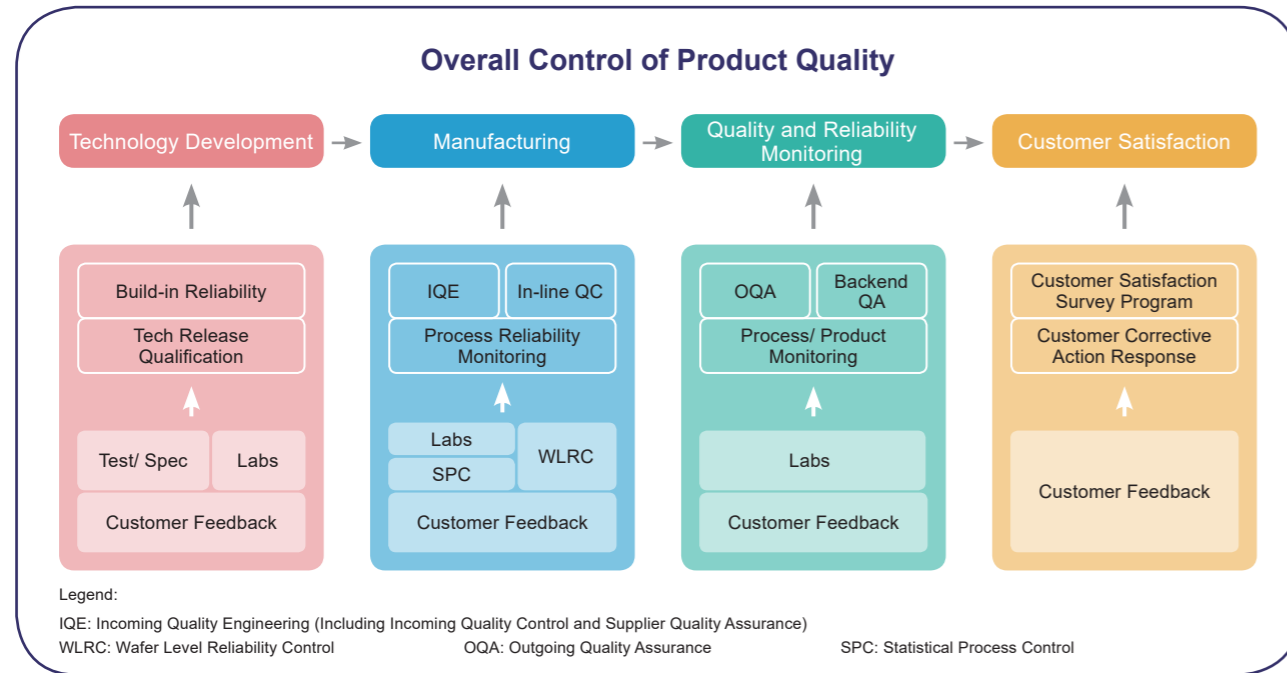 Overall Control of Product Quality
Technology Development
Manufacturing
Quality and Reliability
Monitoring
Customer Satisfaction
Build-in Reliability
Tech Release
Qualification
Test/ Spec
Labs
Customer Feedback
IQE
In-line QC
Process Reliability
Monitoring
Labs
SPC
WLRC
Customer Feedback
OQA
Backend
QA
Process/ Product
Monitoring
Labs
Customer Feedback
Customer Satisfaction
Survey Program
Customer Corrective
Action Response
Customer Feedback
Legend:
IQE: Incoming Quality Engineering (Including Incoming Quality Control and Supplier Quality Assurance)
WLRC: Wafer Level Reliability Control
OQA: Outgoing Quality Assurance
SPC: Statistical Process Control